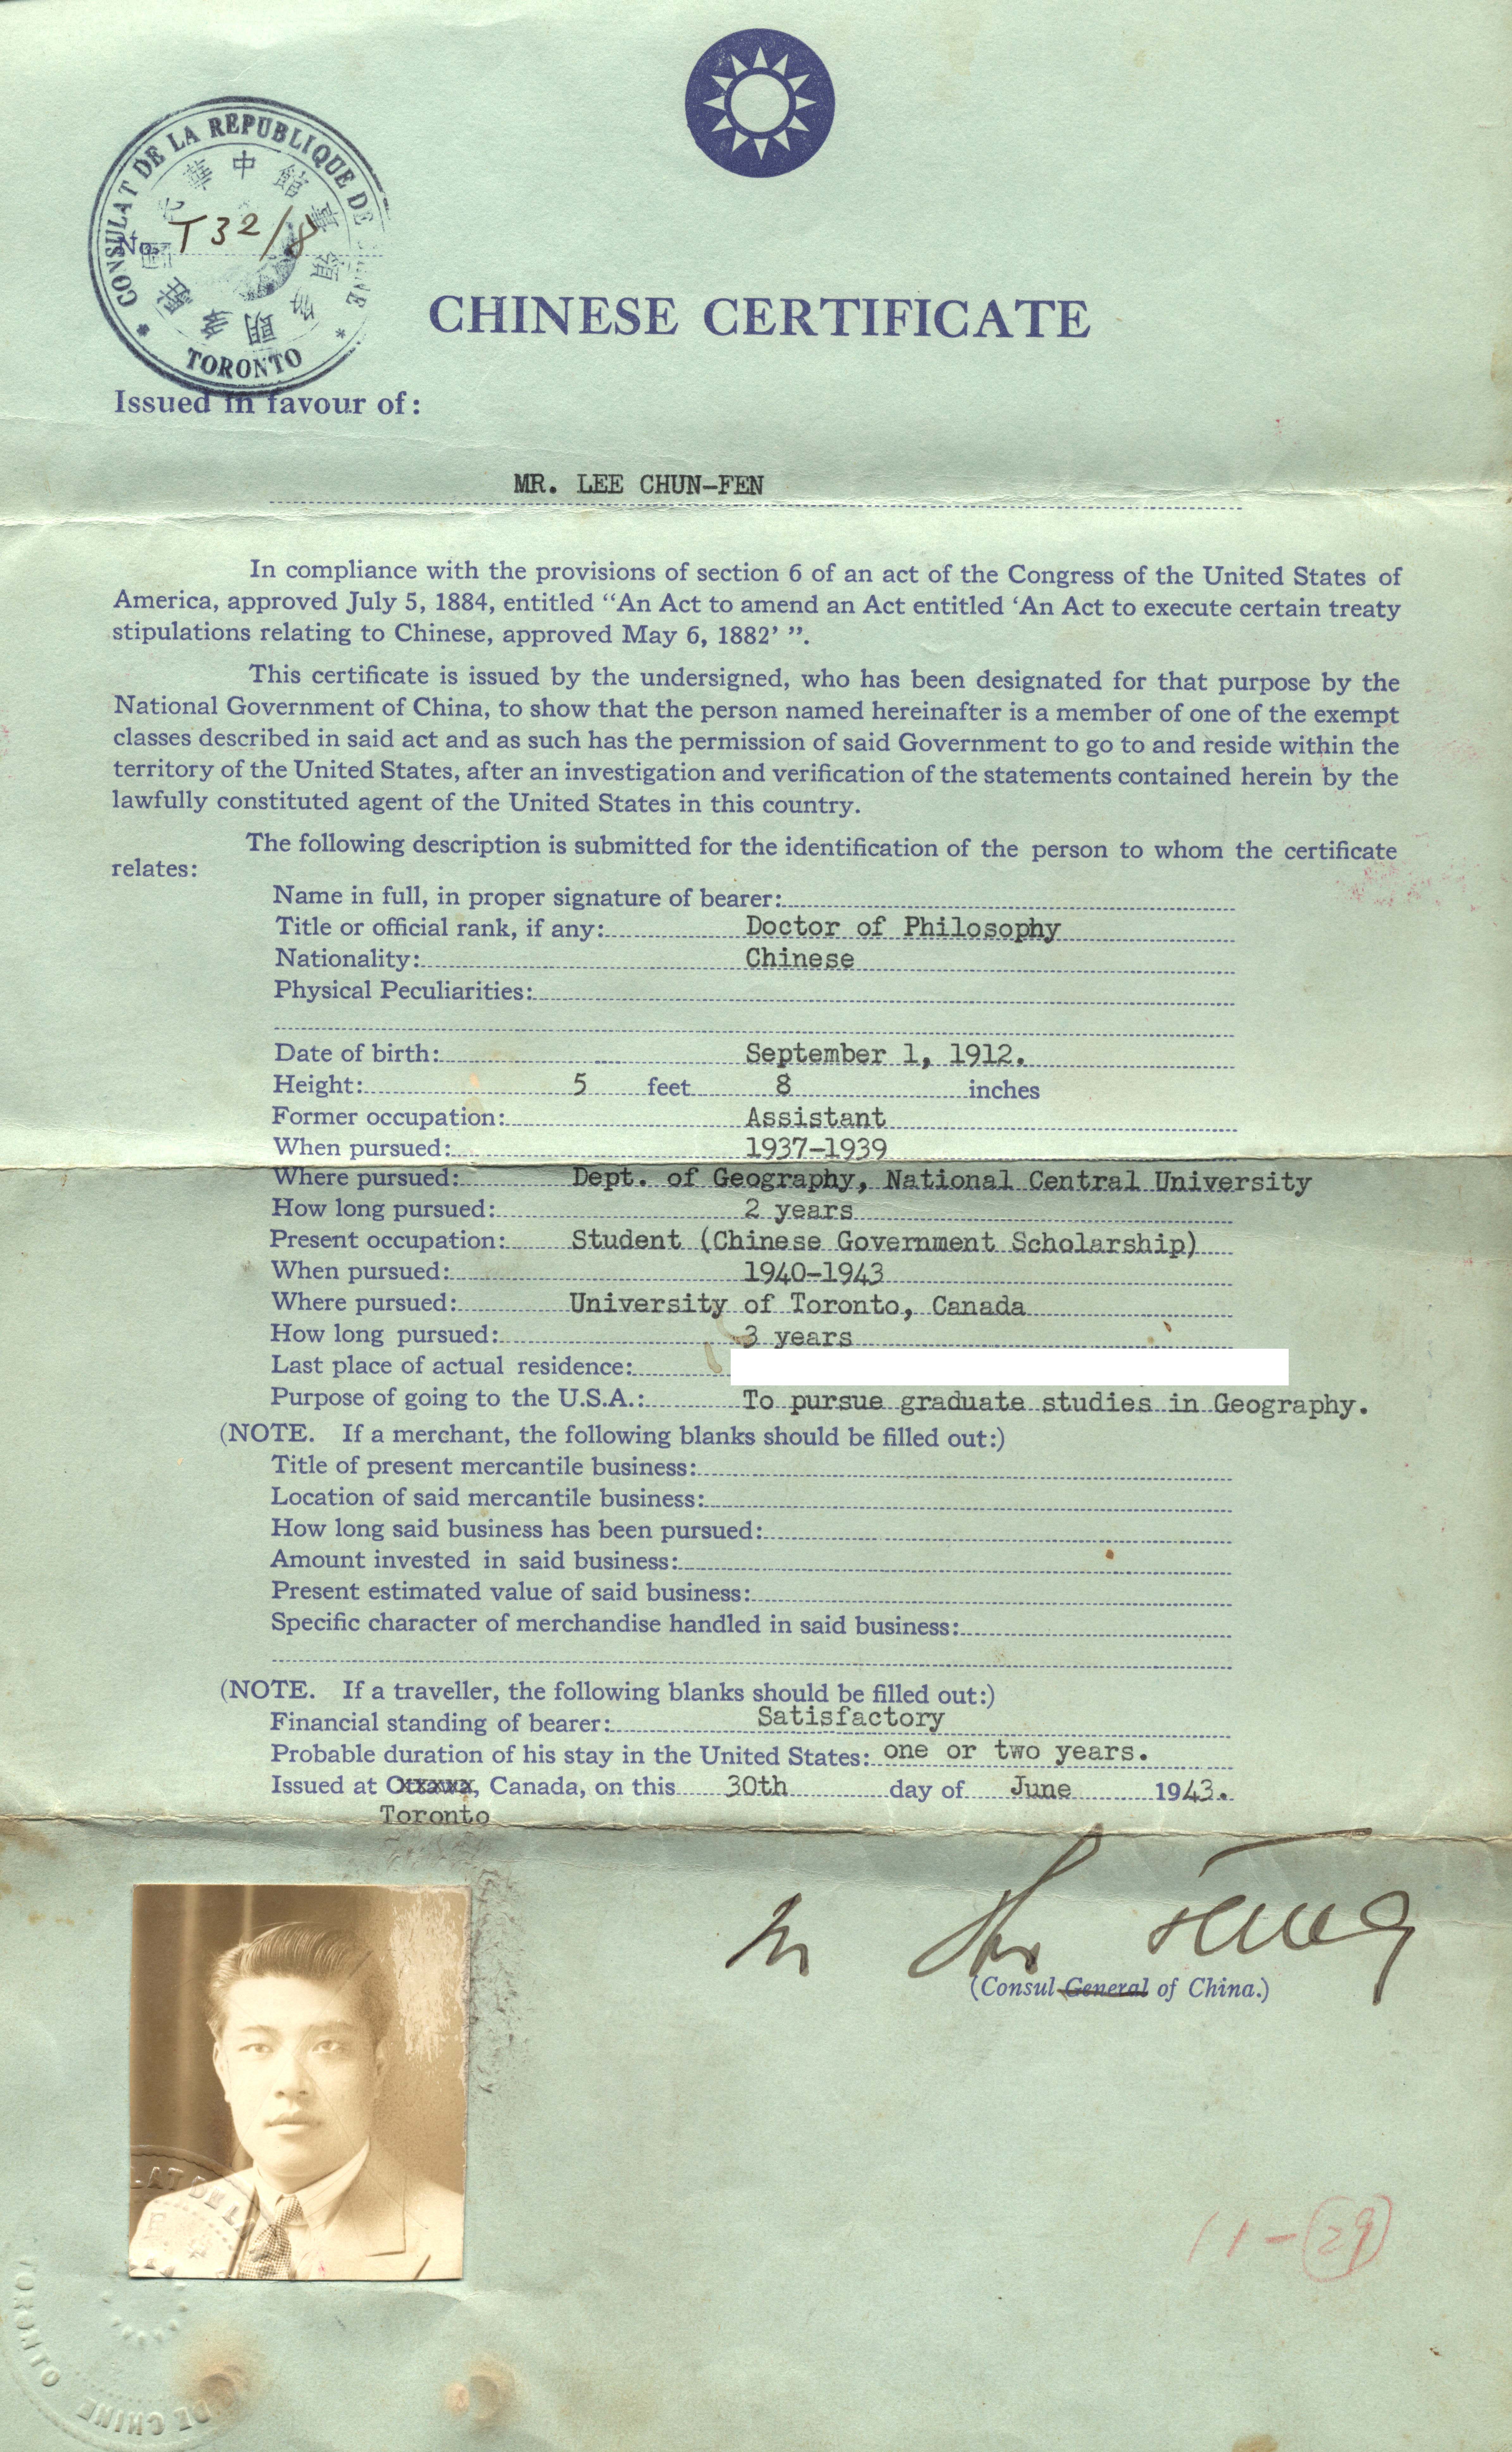 CONSULAT DE LA REPUBLIQUE DE
TORONTO
中華
館事領
No. T32/8
CHINESE CERTIFICATE
Issued in favour of:
MR. LEE CHUN-FEN
In compliance with the provisions of section 6 of an act of the Congress of the United States of
America, approved July 5, 1884, entitled “An Act to amend an Act entitled ‘An Act to execute certain treaty
stipulations relating to Chinese, approved May 6, 1882’ ”.
This certificate is issued by the undersigned, who has been designated for that purpose by the
National Government of China, to show that the person named hereinafter is a member of one of the exempt
classes described in said act and as such has the permission of said Government to go to and reside within the
territory of the United States, after an investigation and verification of the statements contained herein by the
lawfully constituted agent of the United States in this country.
The following description is submitted for the identification of the person to whom the certificate
relates:
Name in full, in proper signature of bearer:
Title or official rank, if any: Doctor of Philosophy
Nationality: Chinese
Physical Peculiarities:
Date of birth: September 1, 1912.
Height: 5 feet 8 inches
Former occupation: Assistant
When pursued: 1937-1939
Where pursued: Dept. of Geography, National Central University
How long pursued: 2 years
Present occupation: Student (Chinese Government Scholarship)
When pursued: 1940-1943
Where pursued: University of Toronto, Canada
How long pursued: 3 years
Last place of actual residence:
Purpose of going to the U.S.A.: To pursue graduate studies in Geography.
(NOTE. If a merchant, the following blanks should be filled out:)
Title of present mercantile business:
Location of said mercantile business:
How long said business has been pursued:
Amount invested in said business:
Present estimated value of said business:
Specific character of merchandise handled in said business:
(NOTE. If a traveller, the following blanks should be filled out:)
Financial standing of bearer: Satisfactory
Probable duration of his stay in the United States: one or two years.
Issued at Ottawa, Canada, on this 30th day of June 1943.
Toronto
(Consul General of China.)
11-29
TORONTO
DE CHINE